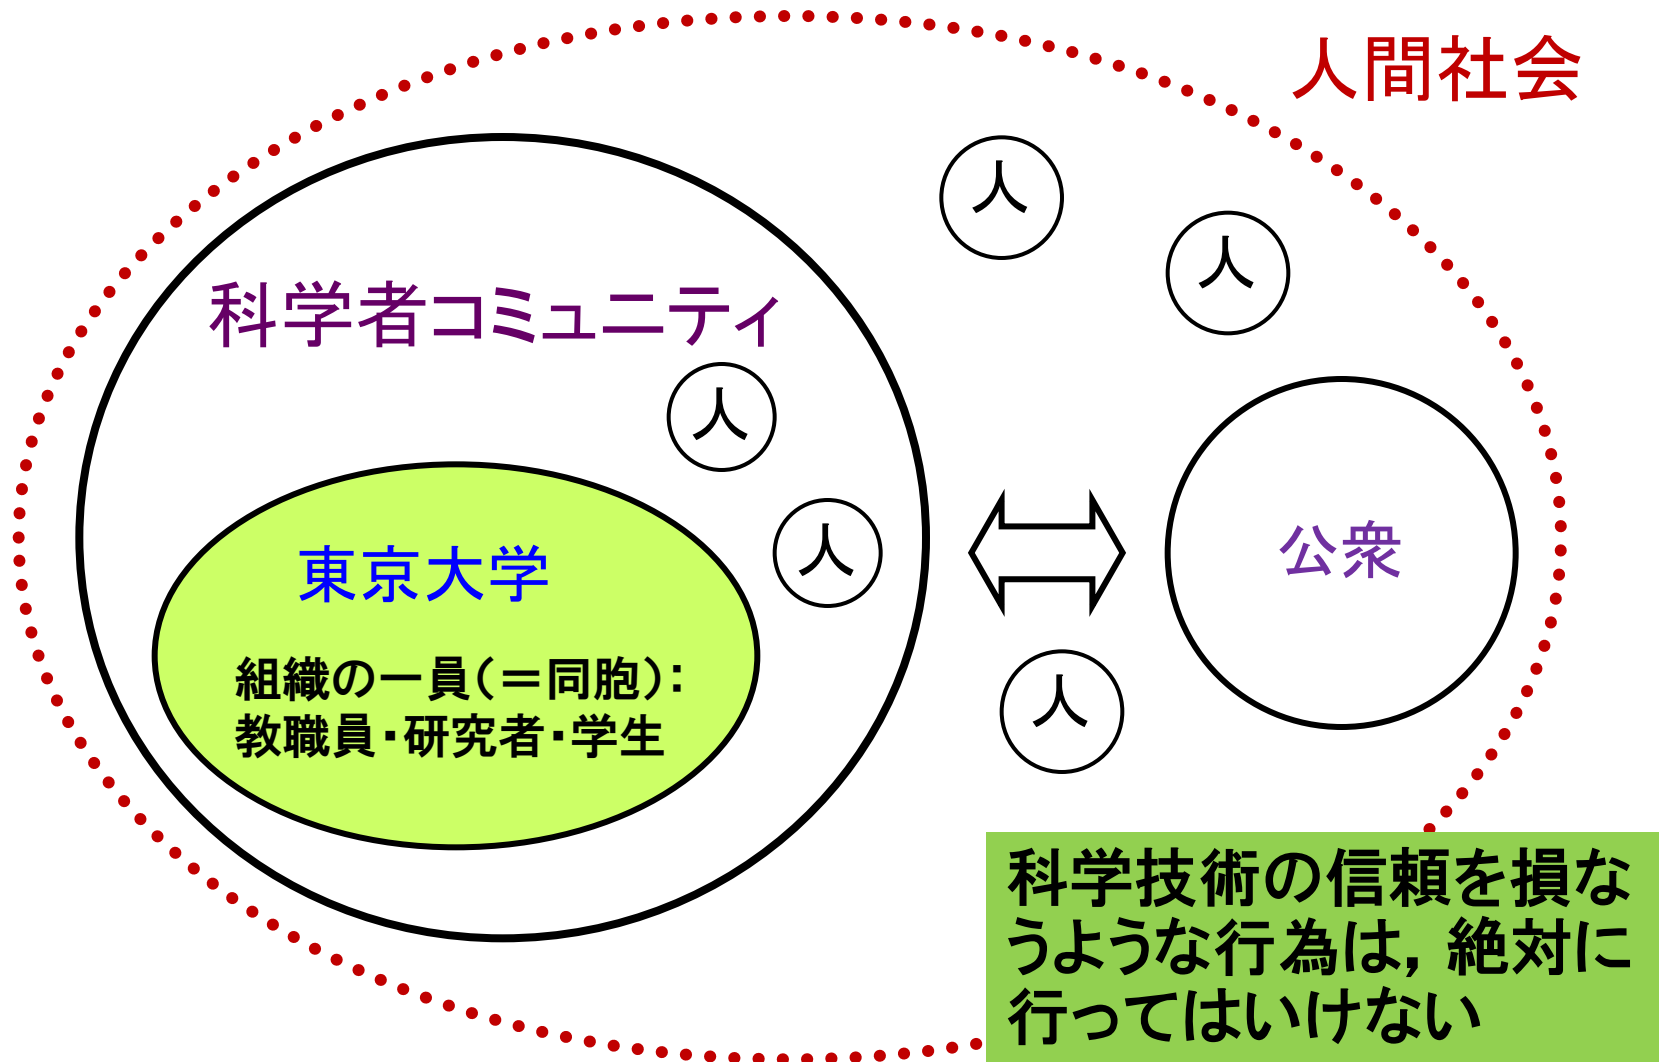 人間社会
人
人
科学者コミュニティ
人
人
公衆
東京大学
組織の一員(=同胞):
教職員・研究者・学生
人
科学技術の信頼を損な
うような行為は,絶対に
行ってはいけない